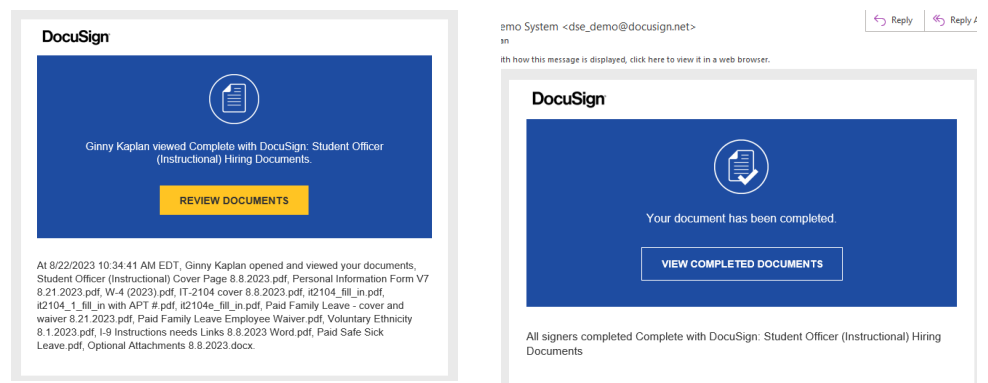 DocuSign
Ginny Kaplan viewed Complete with DocuSign: Student Officer
(Instructional) Hiring Documents.
REVIEW DOCUMENTS
At 8/22/2023 10:34:41 AM EDT, Ginny Kaplan opened and viewed your documents,
Student Officer (Instructional) Cover Page 8.8.2023.pdf, Personal Information Form V7
8.21.2023.pdf, W-4 (2023).pdf, IT-2104 cover 8.8.2023.pdf, it2104_fill_in.pdf,
it2104_1_fill_in with APT #.pdf, it2104e_fill_in.pdf, Paid Family Leave - cover and
waiver 8.21.2023.pdf, Paid Family Leave Employee Waiver.pdf, Voluntary Ethnicity
8.1.2023.pdf, I-9 Instructions needs Links 8.8.2023 Word.pdf, Paid Safe Sick
Leave.pdf, Optional Attachments 8.8.2023.docx.
emo System <dse_demo@docusign.net>
an
Reply
Reply A
ith how this message is displayed, click here to view it in a web browser.
DocuSign
Your document has been completed.
VIEW COMPLETED DOCUMENTS
All signers completed Complete with DocuSign: Student Officer (Instructional) Hiring
Documents